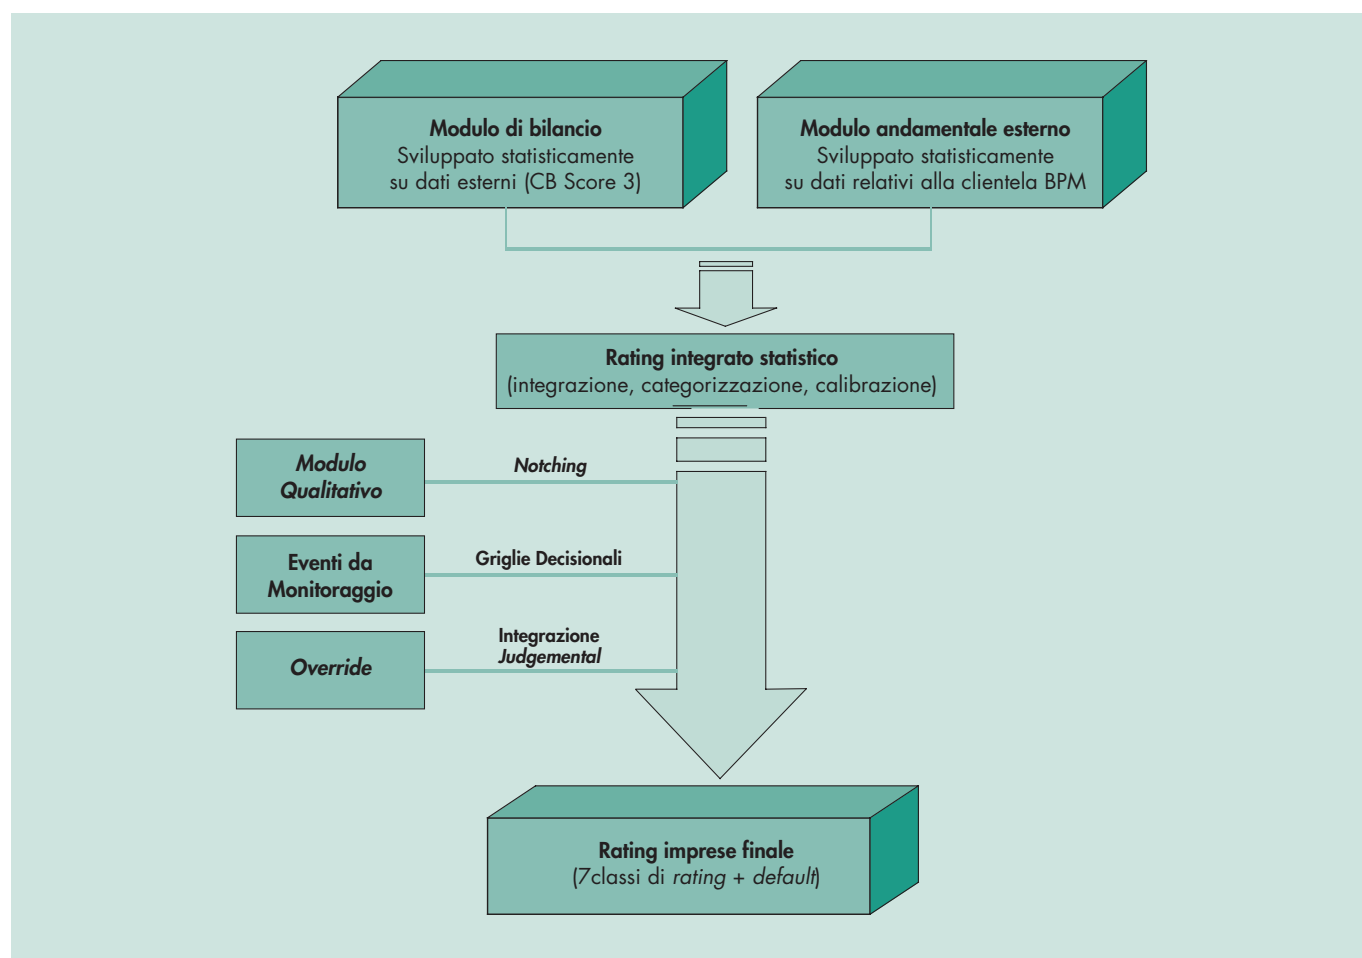 Modulo di bilancio
Sviluppato statisticamente
su dati esterni (CB Score 3)
Modulo andamentale esterno
Sviluppato statisticamente
su dati relativi alla clientela BPM
Rating integrato statistico
(integrazione, categorizzazione, calibrazione)
Modulo
Qualitativo
Notching
Eventi da
Monitoraggio
Griglie Decisionali
Override
Integrazione
Judgemental
Rating imprese finale
(7classi di rating + default)